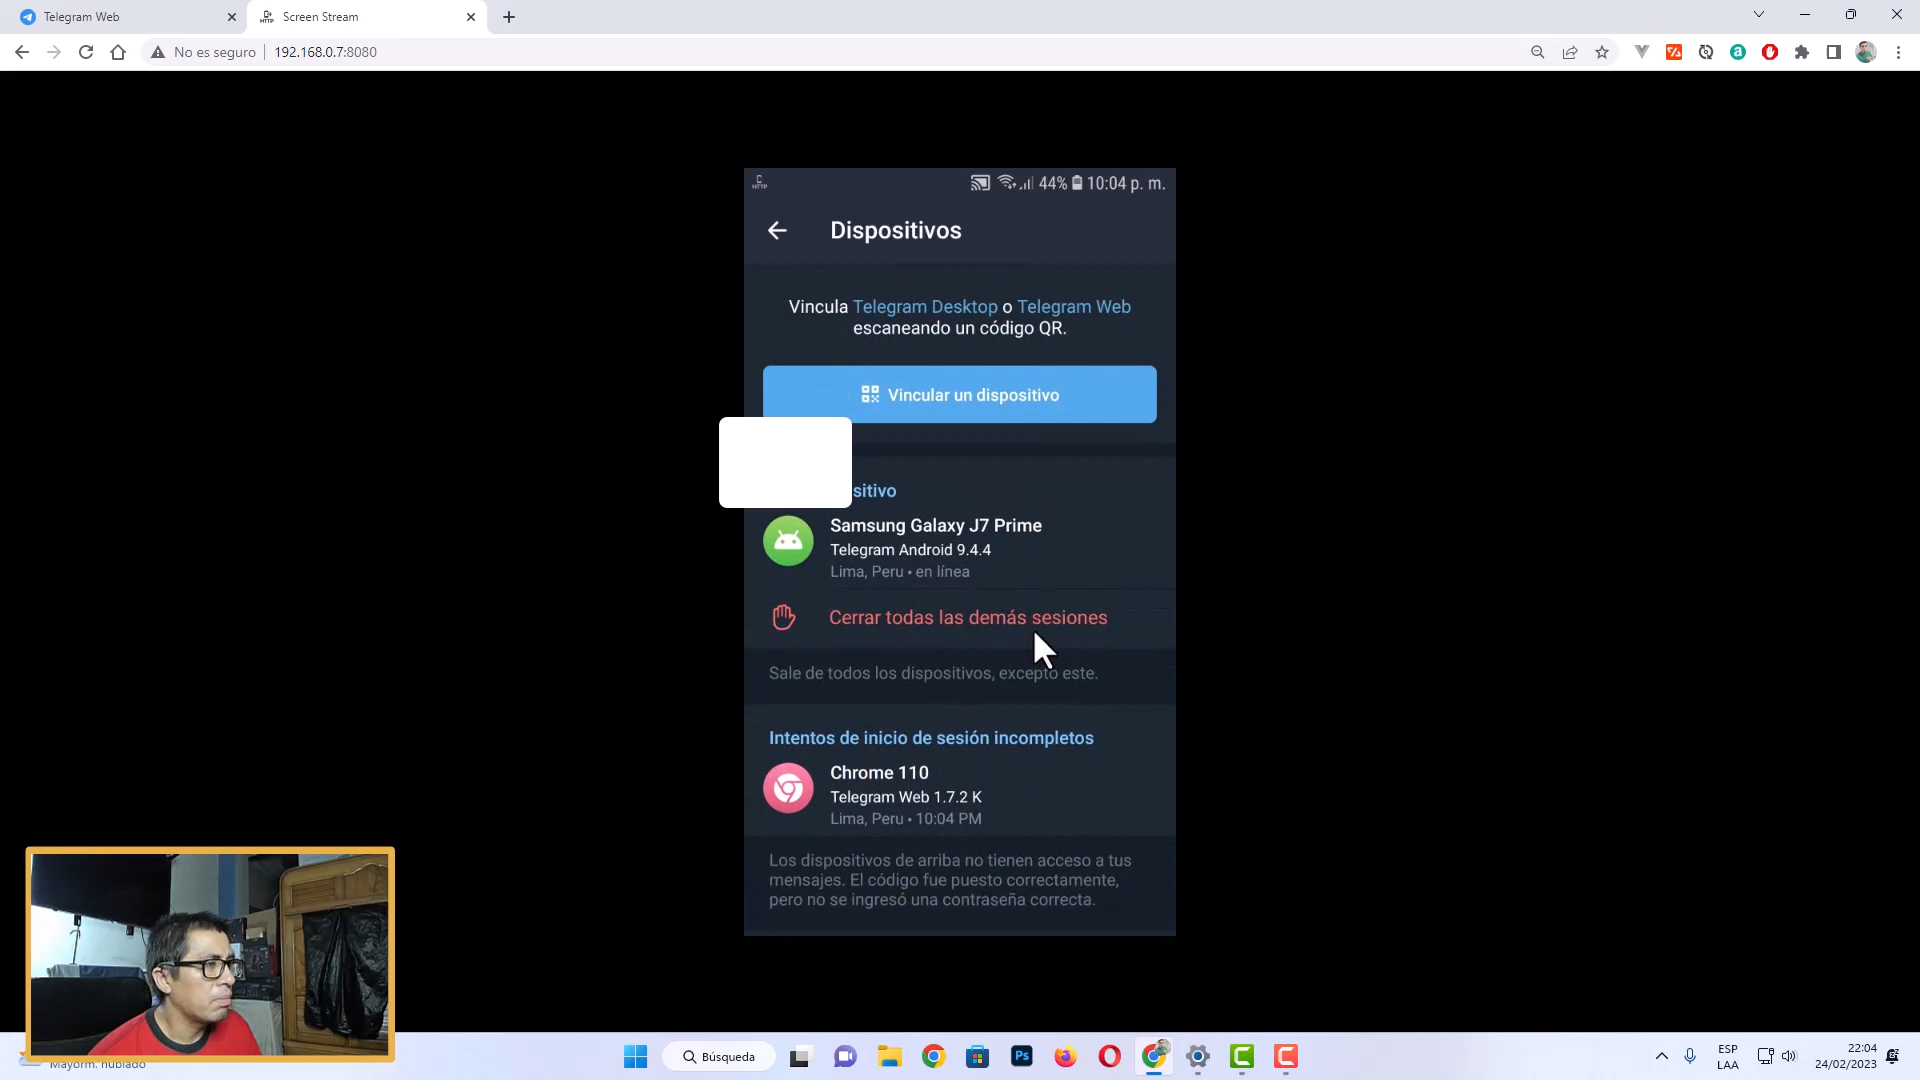 Telegram Web
Screen Stream
No es seguro
192.168.0.7:8080
HTTP
44%
10:04 p. m.
Dispositivos
Vincula Telegram Desktop o Telegram Web
escaneando un código QR.
Vincular un dispositivo
sitivo
Samsung Galaxy J7 Prime
Telegram Android 9.4.4
Lima, Peru • en línea
Cerrar todas las demás sesiones
Sale de todos los dispositivos, excepto este.
Intentos de inicio de sesión incompletos
Chrome 110
Telegram Web 1.7.2 K
Lima, Peru • 10:04 PM
Los dispositivos de arriba no tienen acceso a tus
mensajes. El código fue puesto correctamente,
pero no se ingresó una contraseña correcta.
Mayorm. nublado
Búsqueda
Ps
ESP
LAA
22:04
24/02/2023